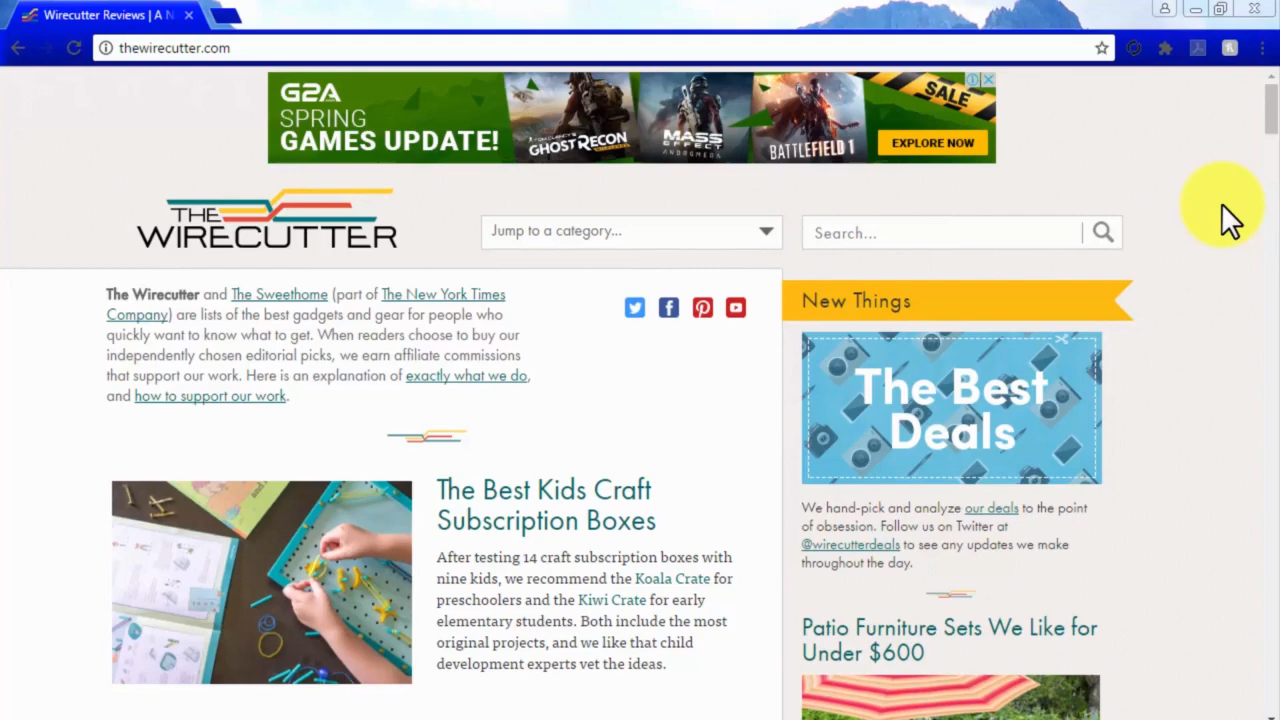 Wirecutter Reviews | A N
thewirecutter.com
G2A
SPRING
GAMES UPDATE!
TOM CLANCY'S
GHOST RECON
WILDLANDS
MASS
EFFECT
ANDROMEDA
BATTLEFIELD 1
SALE
EXPLORE NOW
THE
WIRECUTTER
Jump to a category...
Search...
The Wirecutter and The Sweethome (part of The New York Times
Company) are lists of the best gadgets and gear for people who
quickly want to know what to get. When readers choose to buy our
independently chosen editorial picks, we earn affiliate commissions
that support our work. Here is an explanation of exactly what we do,
and how to support our work.
New Things
The Best
Deals
We hand-pick and analyze our deals to the point
of obsession. Follow us on Twitter at
@wirecutterdeals to see any updates we make
throughout the day.
The Best Kids Craft
Subscription Boxes
After testing 14 craft subscription boxes with
nine kids, we recommend the Koala Crate for
preschoolers and the Kiwi Crate for early
elementary students. Both include the most
original projects, and we like that child
development experts vet the ideas.
Patio Furniture Sets We Like for
Under $600